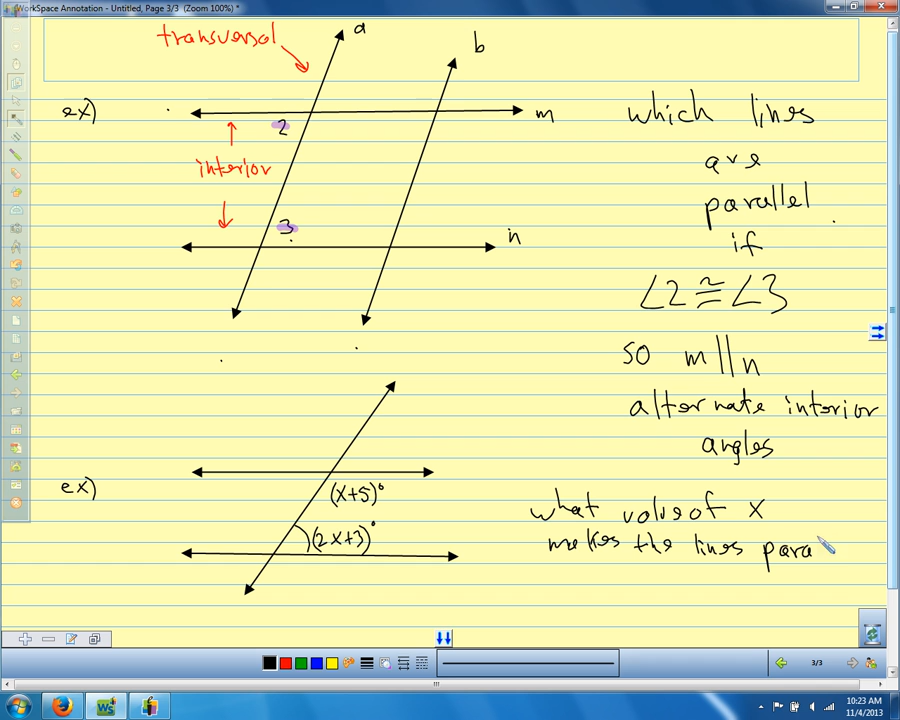 WorkSpace Annotation - Untitled, Page 3/3 (Zoom 100%) *
transversal
a
b
ex)
m
2
interior
3
n
which lines
are
parallel
if
∠2 ≅ ∠3
so m || n
alternate interior
angles
ex)
(x+5)°
(2x+3)°
what value of x
makes the lines para
3/3
10:23 AM
11/4/2013